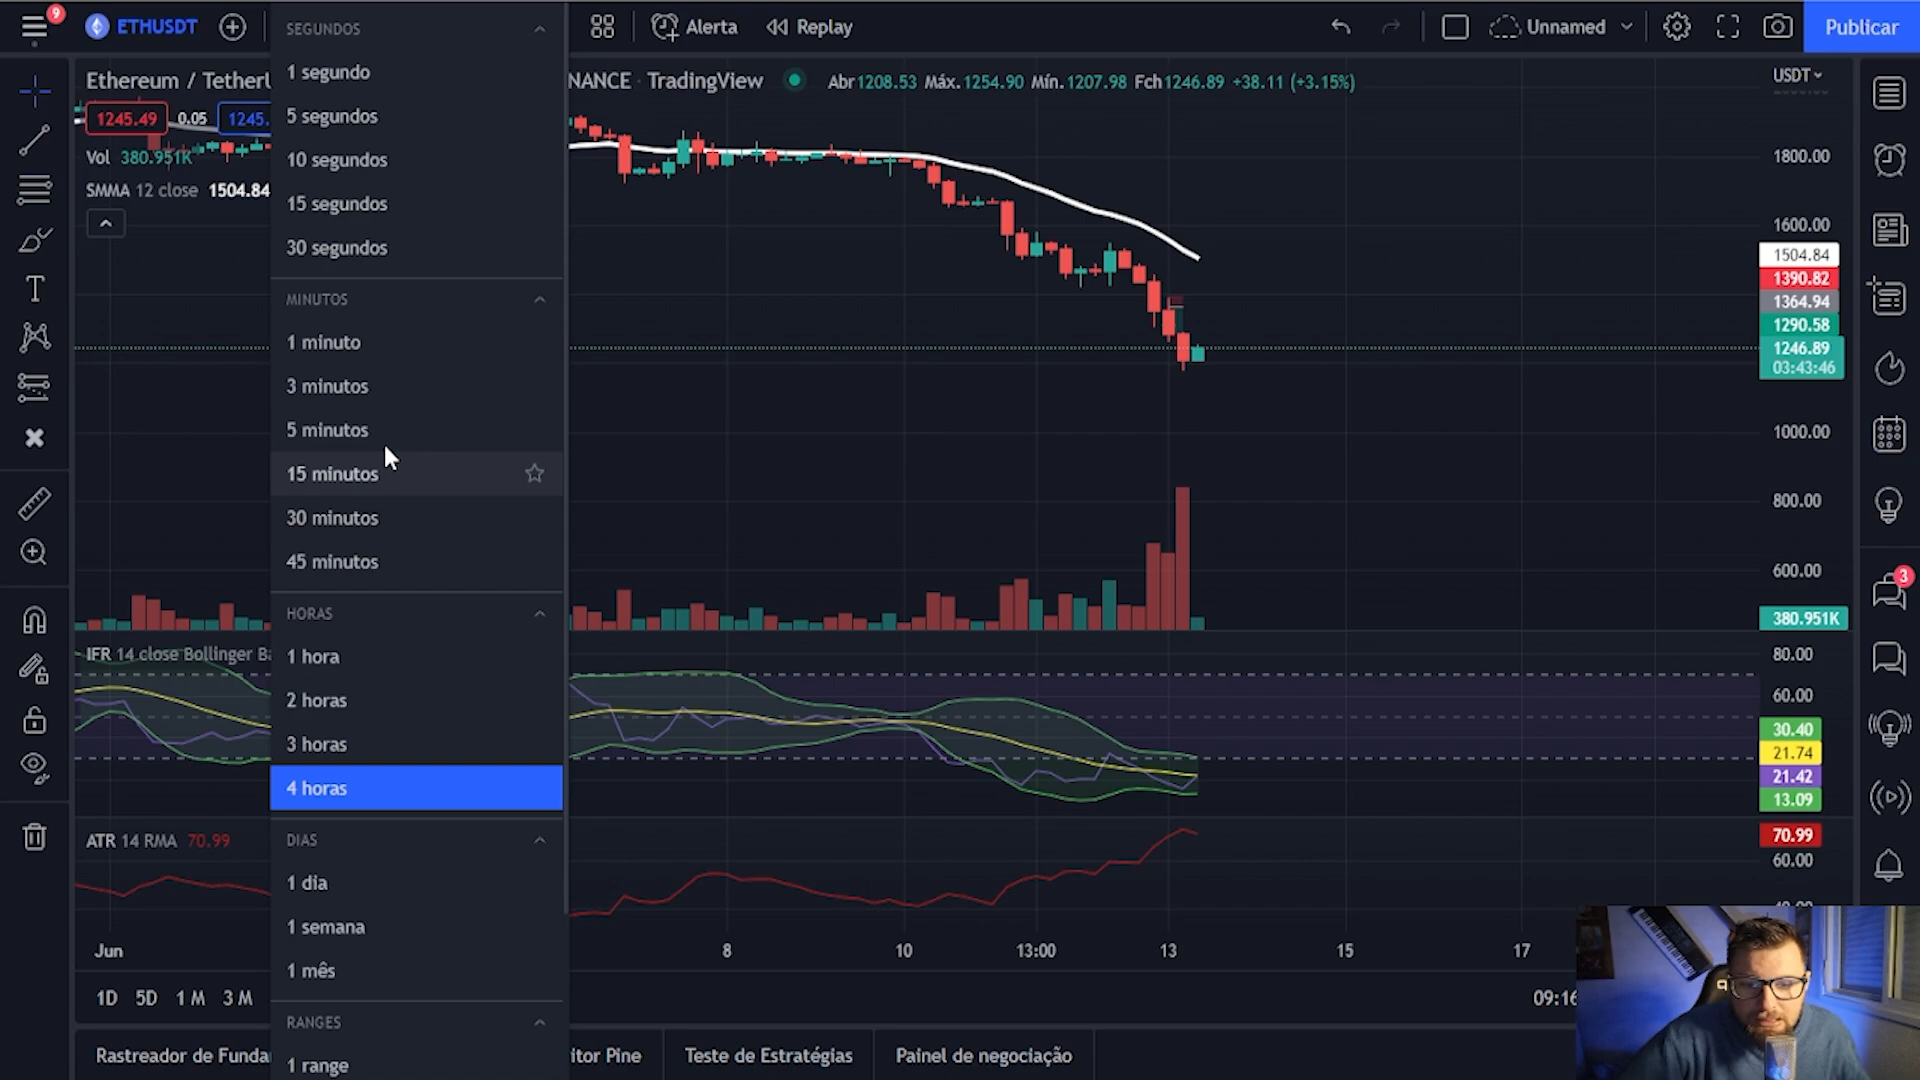 9
ETHUSDT
Alerta
Replay
Unnamed
Publicar
Ethereum / Tether
NANCE · TradingView
Abr1208.53 Máx.1254.90 Mín.1207.98 Fch1246.89 +38.11 (+3.15%)
USDT
1245.49
0.05
1245.
Vol 380.951K
SMMA 12 close 1504.84
SEGUNDOS
1 segundo
5 segundos
10 segundos
15 segundos
30 segundos
MINUTOS
1 minuto
3 minutos
5 minutos
15 minutos
30 minutos
45 minutos
HORAS
1 hora
2 horas
3 horas
4 horas
DIAS
1 dia
1 semana
1 mês
RANGES
1 range
1800.00
1600.00
1504.84
1390.82
1364.94
1290.58
1246.89
03:43:46
1000.00
800.00
600.00
380.951K
3
IFR 14 close Bollinger Ba
80.00
60.00
30.40
21.74
21.42
13.09
ATR 14 RMA 70.99
70.99
60.00
Jun
8
10
13:00
13
15
17
1D 5D 1 M 3 M
09:16
Rastreador de Funda
itor Pine
Teste de Estratégias
Painel de negociação